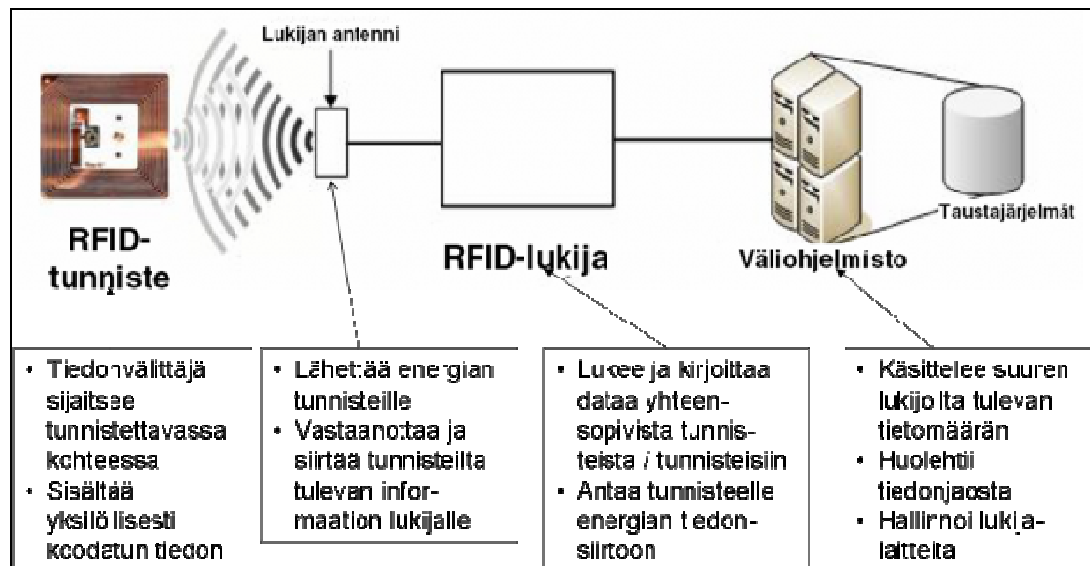 Lukijan antenni
RFID-
tunniste
RFID-lukija
Väliohjelmisto
Taustajärjelmät
• Tiedonvälittäjä
sijaitsee
tunnistettavassa
kohteessa
• Sisältää
yksilöllisesti
koodatun tiedon
• Lähettää energian
tunnisteille
• Vastaanottaa ja
siirtää tunnisteilta
tulevan infor-
maation lukijalle
• Lukee ja kirjoittaa
dataa yhteen-
sopivista tunnis-
teista / tunnisteisiin
• Antaa tunnisteelle
energian tiedon-
siirtoon
• Käsittelee suuren
lukijoilta tulevan
tietomäärän
• Huolehtii
tiedonjaosta
• Hallinnoi lukija-
laitteita